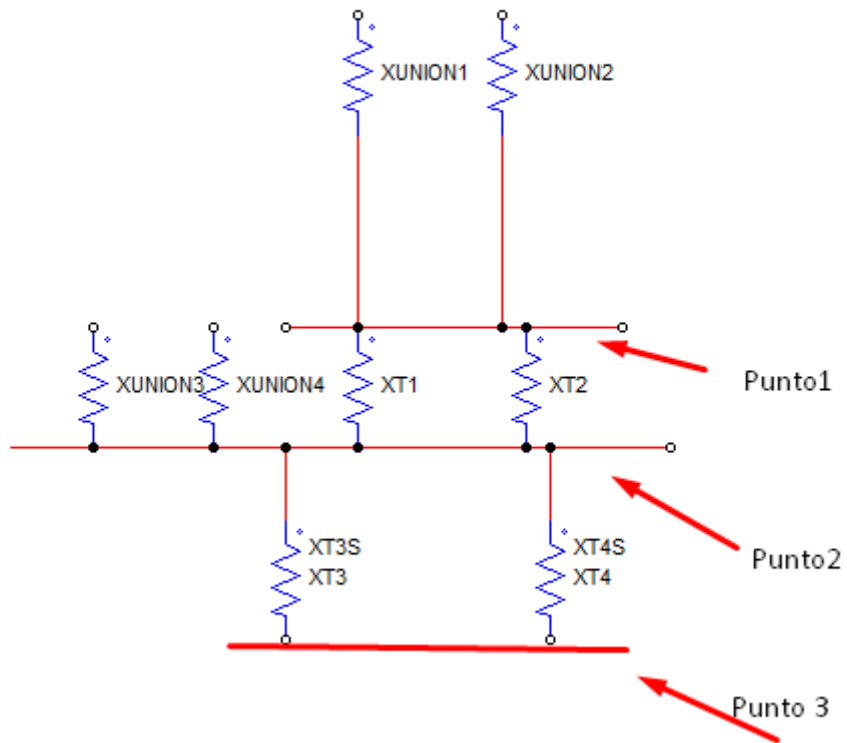 XUNION1
XUNION2
XUNION3
XUNION4
XT1
XT2
Punto1
Punto2
XT3S
XT3
XT4S
XT4
Punto 3